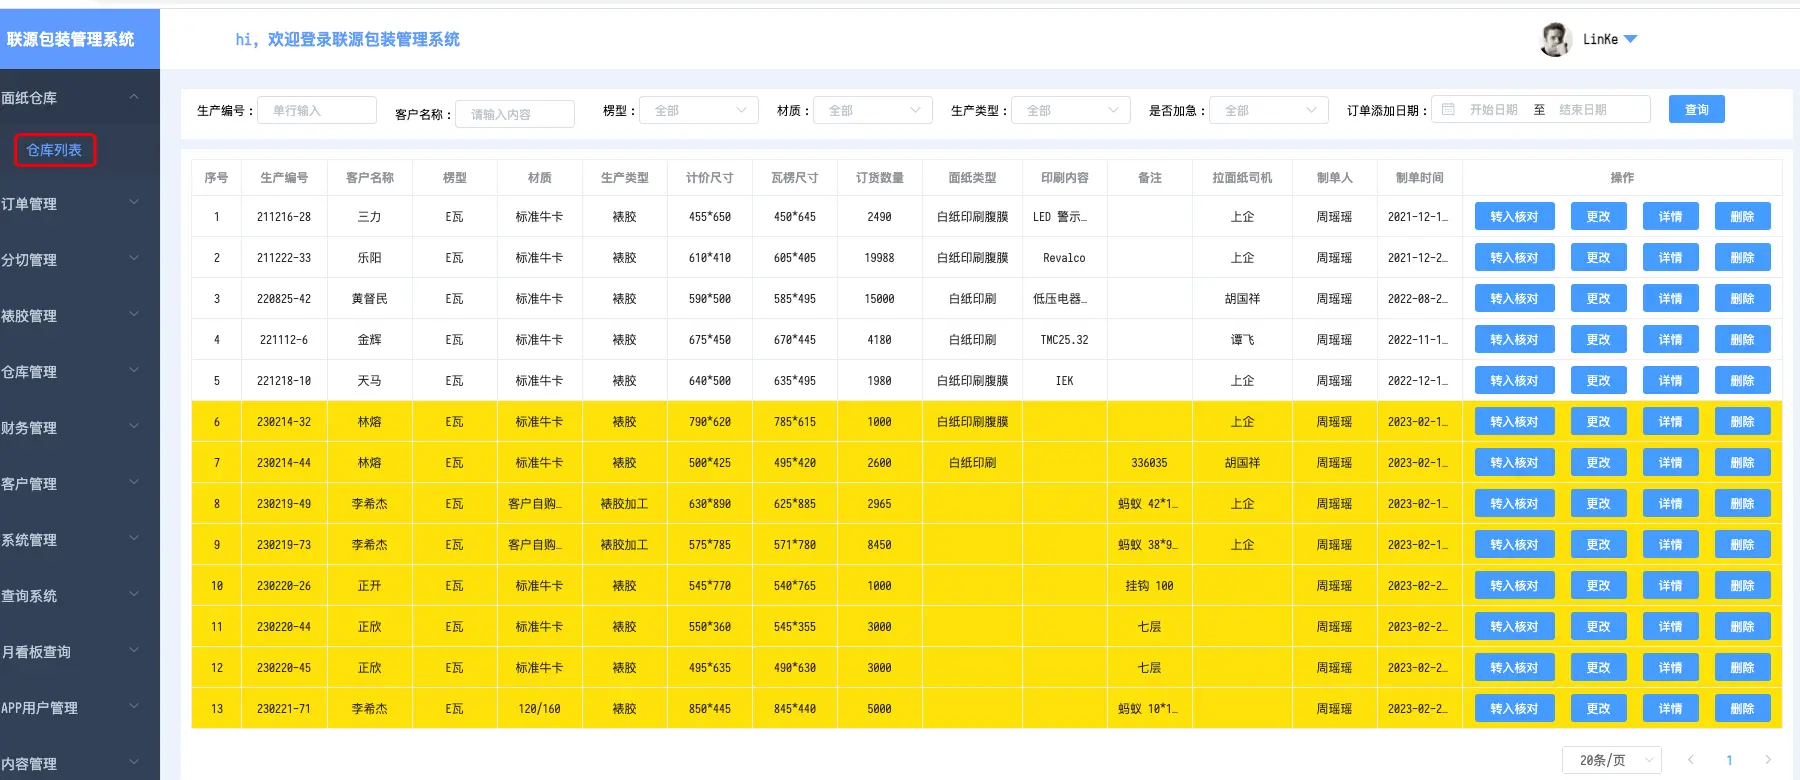 联源包装管理系统
hi，欢迎登录联源包装管理系统
LinKe
面纸仓库
仓库列表
订单管理
分切管理
裱胶管理
仓库管理
财务管理
客户管理
系统管理
查询系统
月看板查询
APP用户管理
内容管理
生产编号： 单行输入 客户名称： 请输入内容 楞型： 全部 材质： 全部 生产类型： 全部 是否加急： 全部 订单添加日期： 开始日期 至 结束日期 查询
序号 生产编号 客户名称 楞型 材质 生产类型 计价尺寸 瓦楞尺寸 订货数量 面纸类型 印刷内容 备注 拉面纸司机 制单人 制单时间 操作
1 211216-28 三力 E瓦 标准牛卡 裱胶 455*650 450*645 2490 白纸印刷腹膜 LED 警示… 上企 周瑶瑶 2021-12-1… 转入核对 更改 详情 删除
2 211222-33 乐阳 E瓦 标准牛卡 裱胶 610*410 605*405 19988 白纸印刷腹膜 Revalco 上企 周瑶瑶 2021-12-2… 转入核对 更改 详情 删除
3 220825-42 黄督民 E瓦 标准牛卡 裱胶 590*500 585*495 15000 白纸印刷 低压电器… 胡国祥 周瑶瑶 2022-08-2… 转入核对 更改 详情 删除
4 221112-6 金辉 E瓦 标准牛卡 裱胶 675*450 670*445 4180 白纸印刷 TMC25.32 谭飞 周瑶瑶 2022-11-1… 转入核对 更改 详情 删除
5 221218-10 天马 E瓦 标准牛卡 裱胶 640*500 635*495 1980 白纸印刷腹膜 IEK 上企 周瑶瑶 2022-12-1… 转入核对 更改 详情 删除
6 230214-32 林熔 E瓦 标准牛卡 裱胶 790*620 785*615 1000 白纸印刷腹膜 上企 周瑶瑶 2023-02-1… 转入核对 更改 详情 删除
7 230214-44 林熔 E瓦 标准牛卡 裱胶 500*425 495*420 2600 白纸印刷 336035 胡国祥 周瑶瑶 2023-02-1… 转入核对 更改 详情 删除
8 230219-49 李希杰 E瓦 客户自购… 裱胶加工 630*890 625*885 2965 蚂蚁 42*1… 上企 周瑶瑶 2023-02-1… 转入核对 更改 详情 删除
9 230219-73 李希杰 E瓦 客户自购… 裱胶加工 575*785 571*780 8450 蚂蚁 38*9… 上企 周瑶瑶 2023-02-1… 转入核对 更改 详情 删除
10 230220-26 正开 E瓦 标准牛卡 裱胶 545*770 540*765 1000 挂钩 100 周瑶瑶 2023-02-2… 转入核对 更改 详情 删除
11 230220-44 正欣 E瓦 标准牛卡 裱胶 550*360 545*355 3000 七层 周瑶瑶 2023-02-2… 转入核对 更改 详情 删除
12 230220-45 正欣 E瓦 标准牛卡 裱胶 495*635 490*630 3000 七层 周瑶瑶 2023-02-2… 转入核对 更改 详情 删除
13 230221-71 李希杰 E瓦 120/160 裱胶 850*445 845*440 5000 蚂蚁 10*1… 周瑶瑶 2023-02-2… 转入核对 更改 详情 删除
20条/页 1